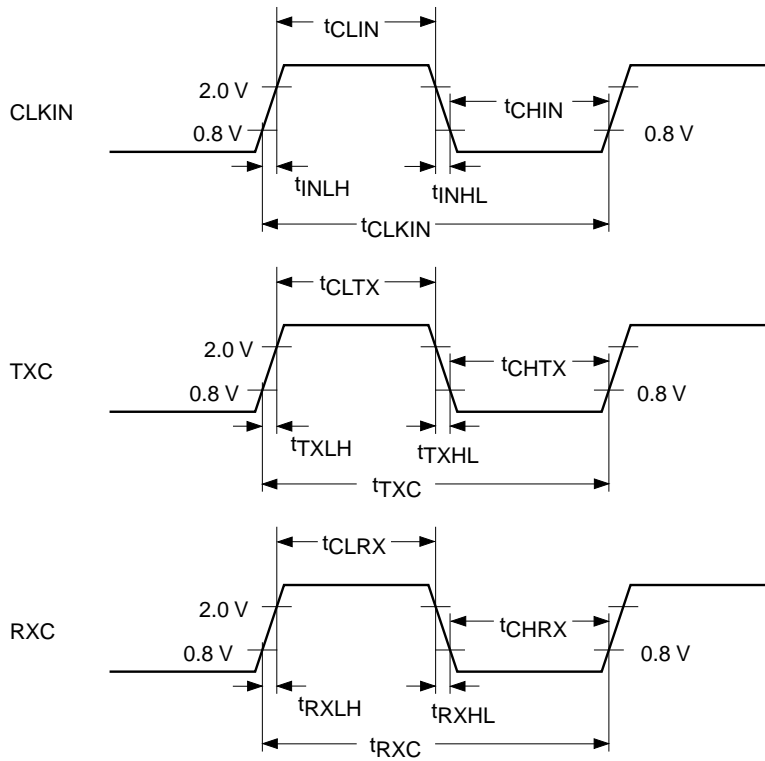 tCLIN
2.0 V
CLKIN
tCHIN
0.8 V
0.8 V
tINLH
tINHL
tCLKIN
tCLTX
2.0 V
TXC
tCHTX
0.8 V
0.8 V
tTXLH
tTXHL
tTXC
tCLRX
2.0 V
RXC
tCHRX
0.8 V
0.8 V
tRXLH
tRXHL
tRXC